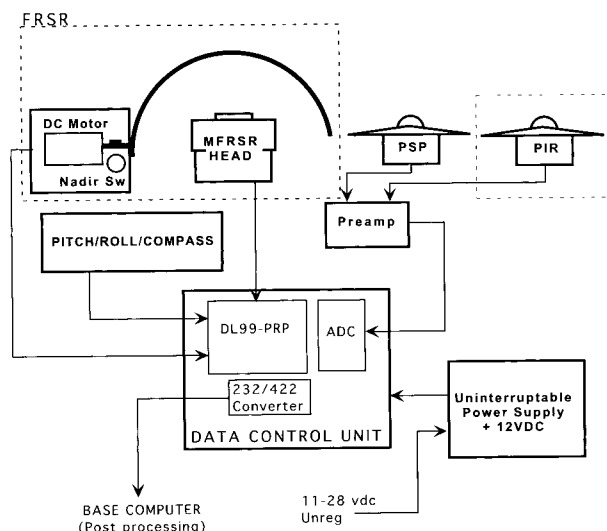 FRSR
DC Motor
Nadir Sw
MFRSR
HEAD
PSP
PIR
Preamp
PITCH/ROLL/COMPASS
DL99-PRP
ADC
232/422
Converter
DATA CONTROL UNIT
Uninterruptable
Power Supply
+ 12VDC
BASE COMPUTER
(Post processing)
11-28 vdc
Unreg